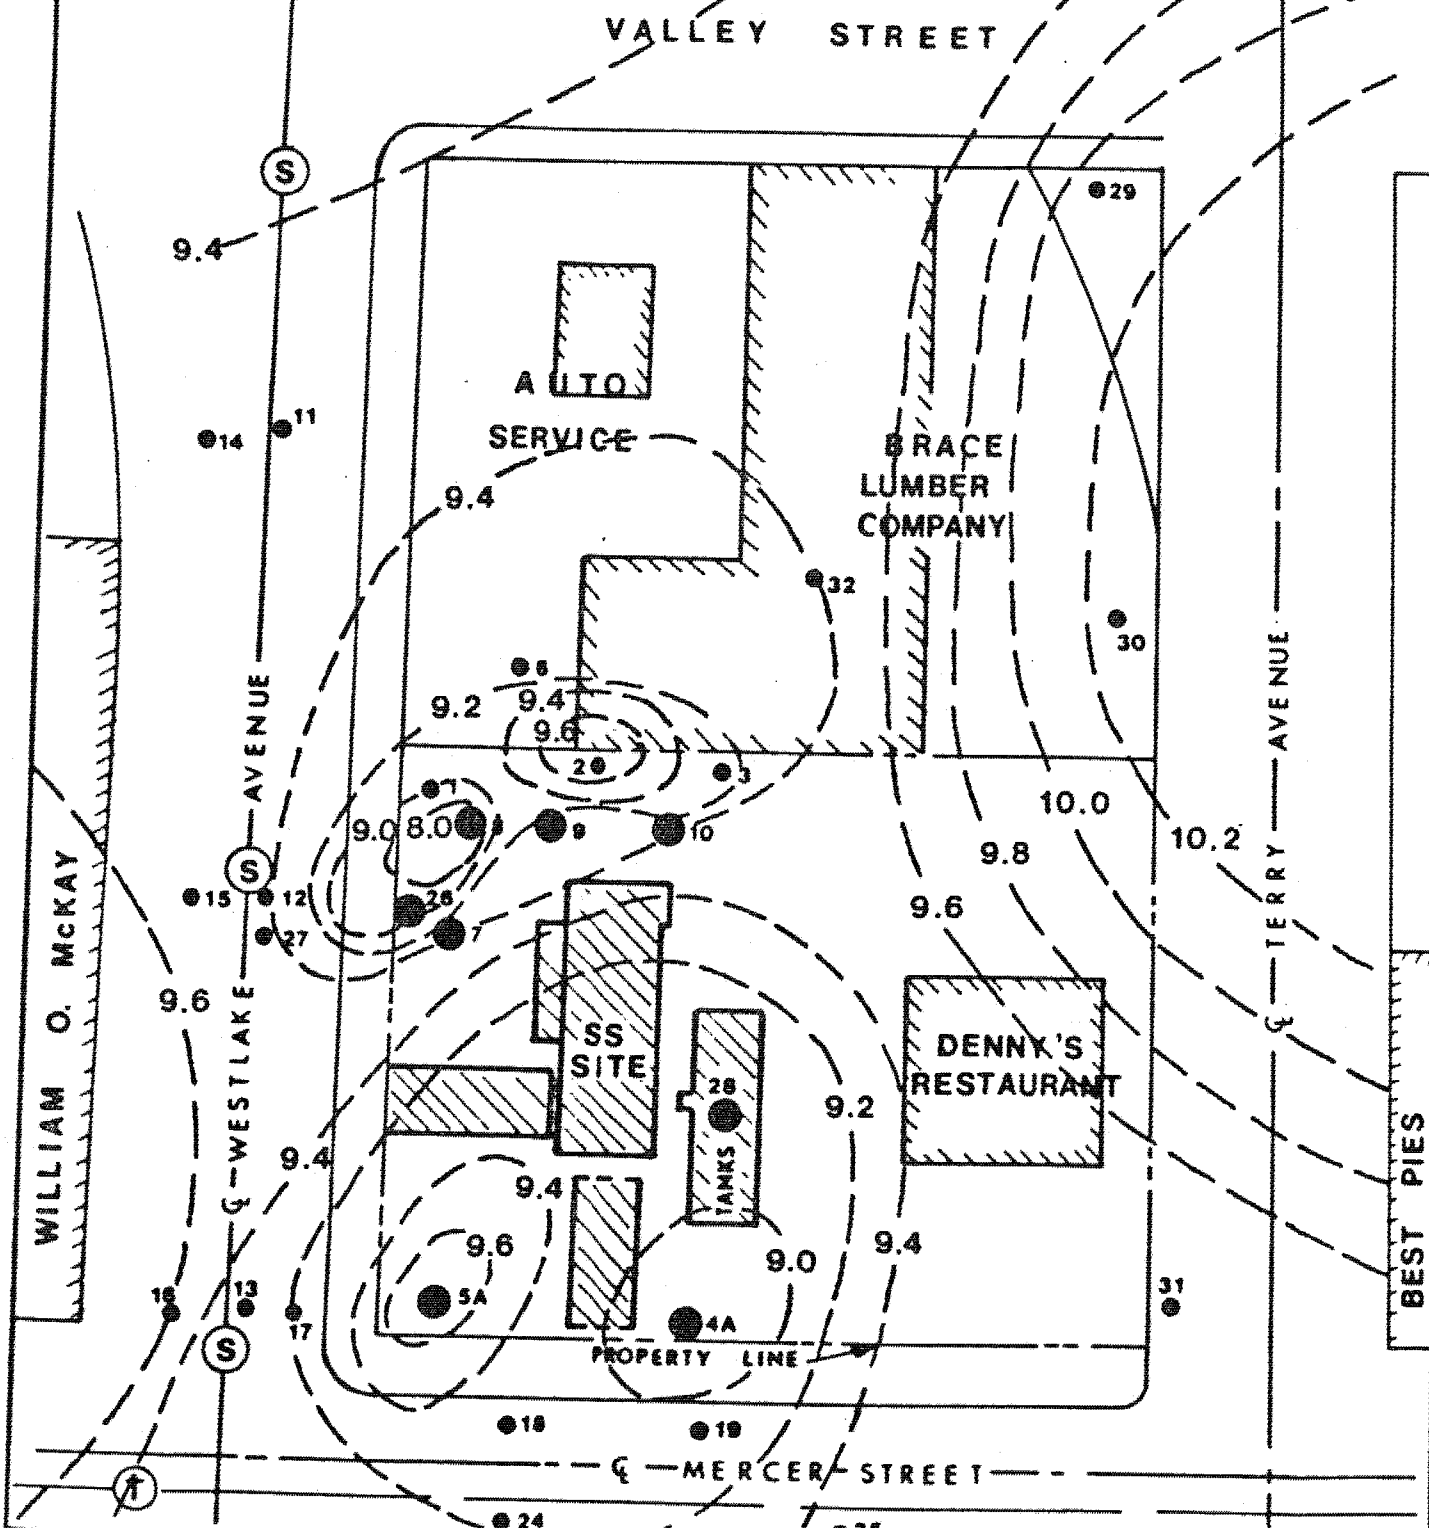 VALLEY STREET
S
29
9.4
AUTO
11
14
SERVICE
BRACE
LUMBER
COMPANY
9.4
32
30
6
9.2
9.4
9.6
2
3
1
10.0
9.0
8.0
9
10
10.2
9.8
S
15
12
26
9.6
27
7
9.6
SS
SITE
DENNY'S
RESTAURANT
28
9.2
TANKS
9.4
9.4
9.6
9.0
9.4
5A
4A
16
13
17
31
S
PROPERTY LINE
18
19
℄ MERCER STREET
T
24
℄ WESTLAKE AVENUE
WILLIAM O. McKAY
℄ TERRY AVENUE
BEST PIES